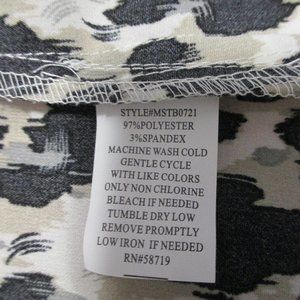 STYLE#MSTB0721
97%POLYESTER
3%SPANDEX
MACHINE WASH COLD
GENTLE CYCLE
WITH LIKE COLORS
ONLY NON CHLORINE
BLEACH IF NEEDED
TUMBLE DRY LOW
REMOVE PROMPTLY
LOW IRON IF NEEDED
RN#58719